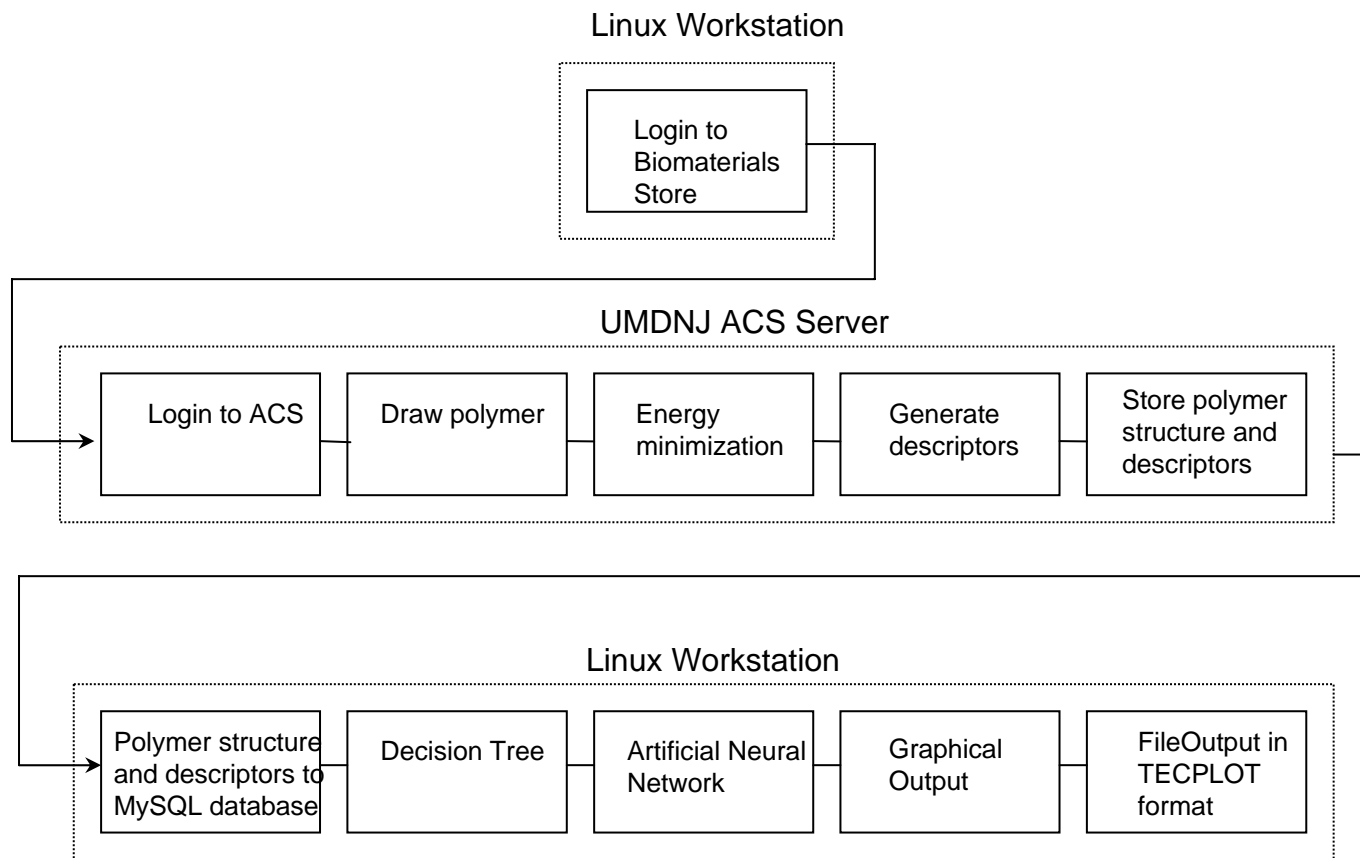 Linux Workstation
Login to
Biomaterials
Store
UMDNJ ACS Server
Login to ACS
Draw polymer
Energy
minimization
Generate
descriptors
Store polymer
structure and
descriptors
Linux Workstation
Polymer structure
and descriptors to
MySQL database
Decision Tree
Artificial Neural
Network
Graphical
Output
FileOutput in
TECPLOT
format